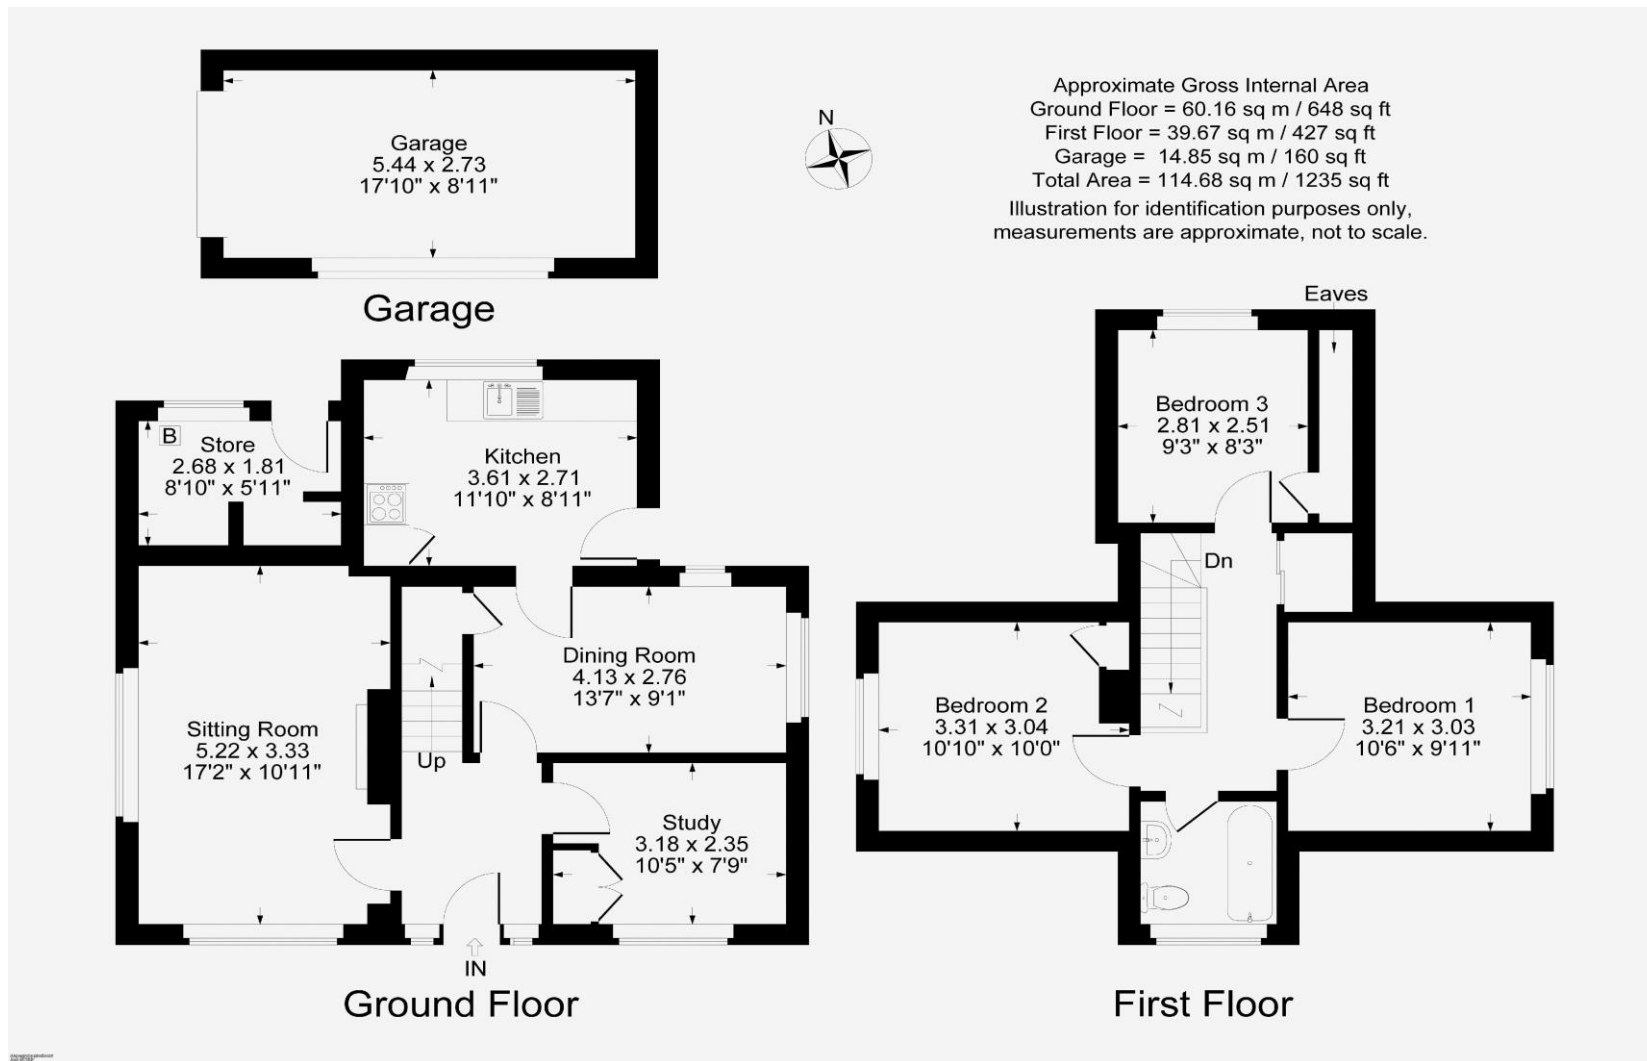 Garage
5.44 x 2.73
17'10" x 8'11"
Garage
N
Approximate Gross Internal Area
Ground Floor = 60.16 sq m / 648 sq ft
First Floor = 39.67 sq m / 427 sq ft
Garage = 14.85 sq m / 160 sq ft
Total Area = 114.68 sq m / 1235 sq ft
Illustration for identification purposes only,
measurements are approximate, not to scale.
B
Store
2.68 x 1.81
8'10" x 5'11"
Kitchen
3.61 x 2.71
11'10" x 8'11"
Sitting Room
5.22 x 3.33
17'2" x 10'11"
Up
Dining Room
4.13 x 2.76
13'7" x 9'1"
Study
3.18 x 2.35
10'5" x 7'9"
IN
Ground Floor
Eaves
Bedroom 3
2.81 x 2.51
9'3" x 8'3"
Dn
Bedroom 2
3.31 x 3.04
10'10" x 10'0"
Bedroom 1
3.21 x 3.03
10'6" x 9'11"
First Floor